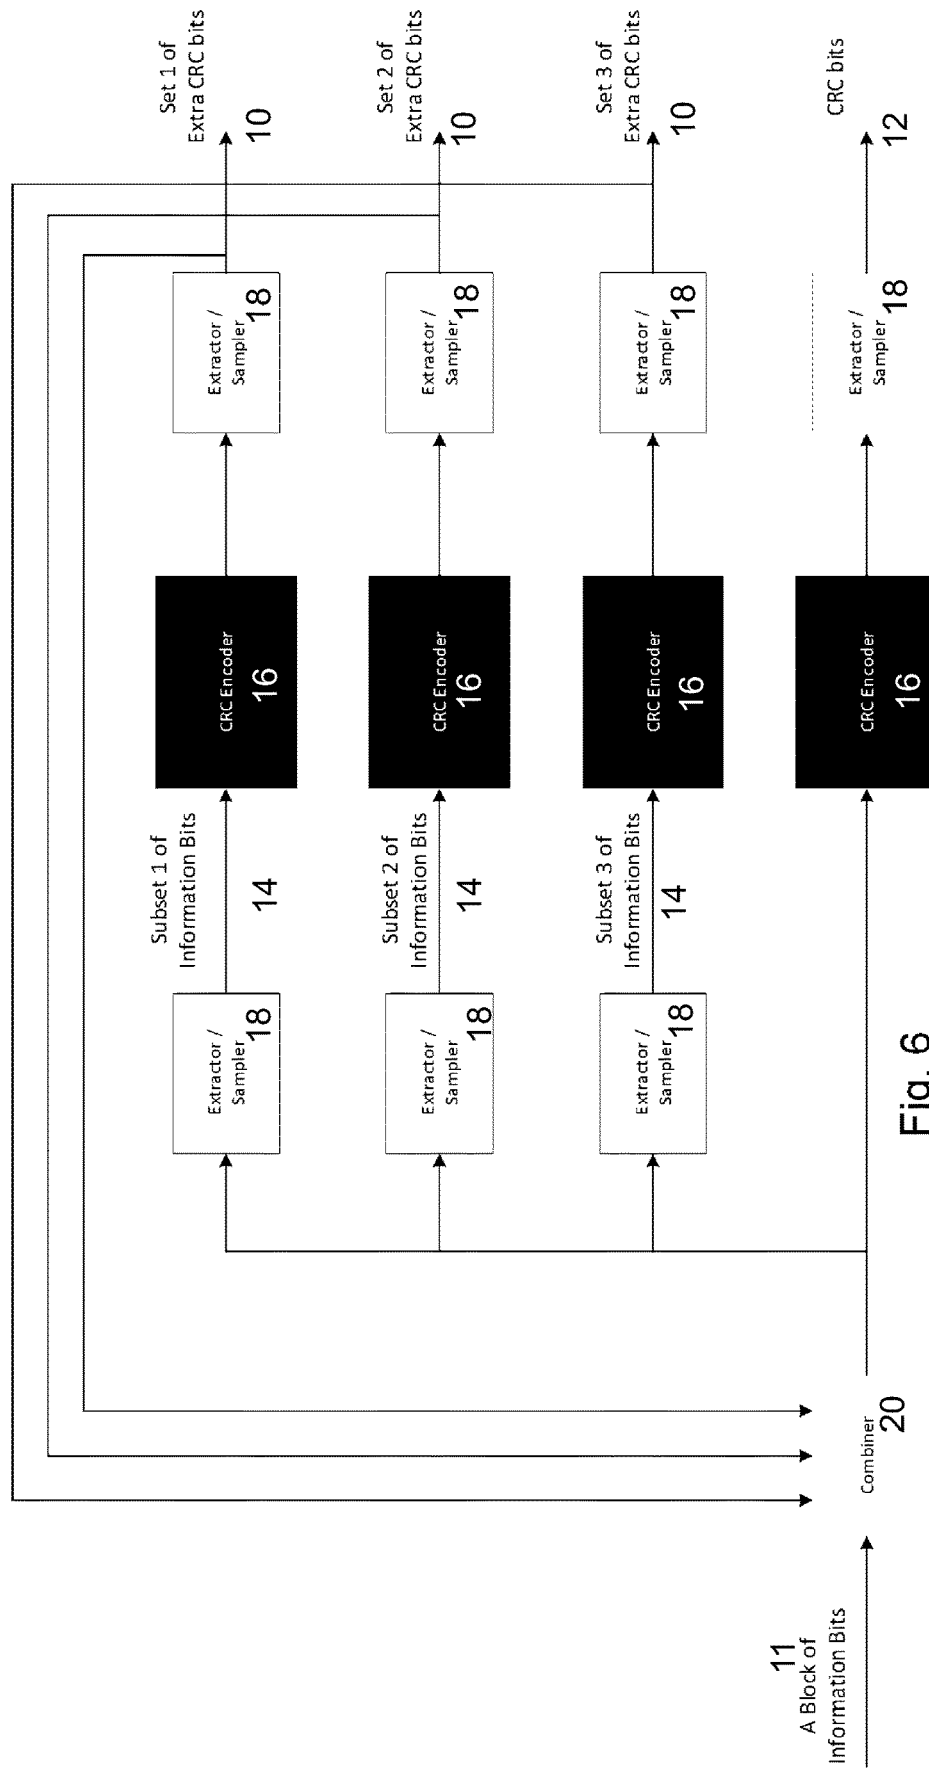 Set 1 of
Extra CRC bits
10
Set 2 of
Extra CRC bits
10
Set 3 of
Extra CRC bits
10
CRC bits
12
Extractor /
Sampler
18
Extractor /
Sampler
18
Extractor /
Sampler
18
Extractor /
Sampler
18
CRC Encoder
16
CRC Encoder
16
CRC Encoder
16
CRC Encoder
16
Subset 1 of
Information Bits
14
Subset 2 of
Information Bits
14
Subset 3 of
Information Bits
14
Extractor /
Sampler
18
Extractor /
Sampler
18
Extractor /
Sampler
18
Combiner
20
11
A Block of
Information Bits
Fig. 6